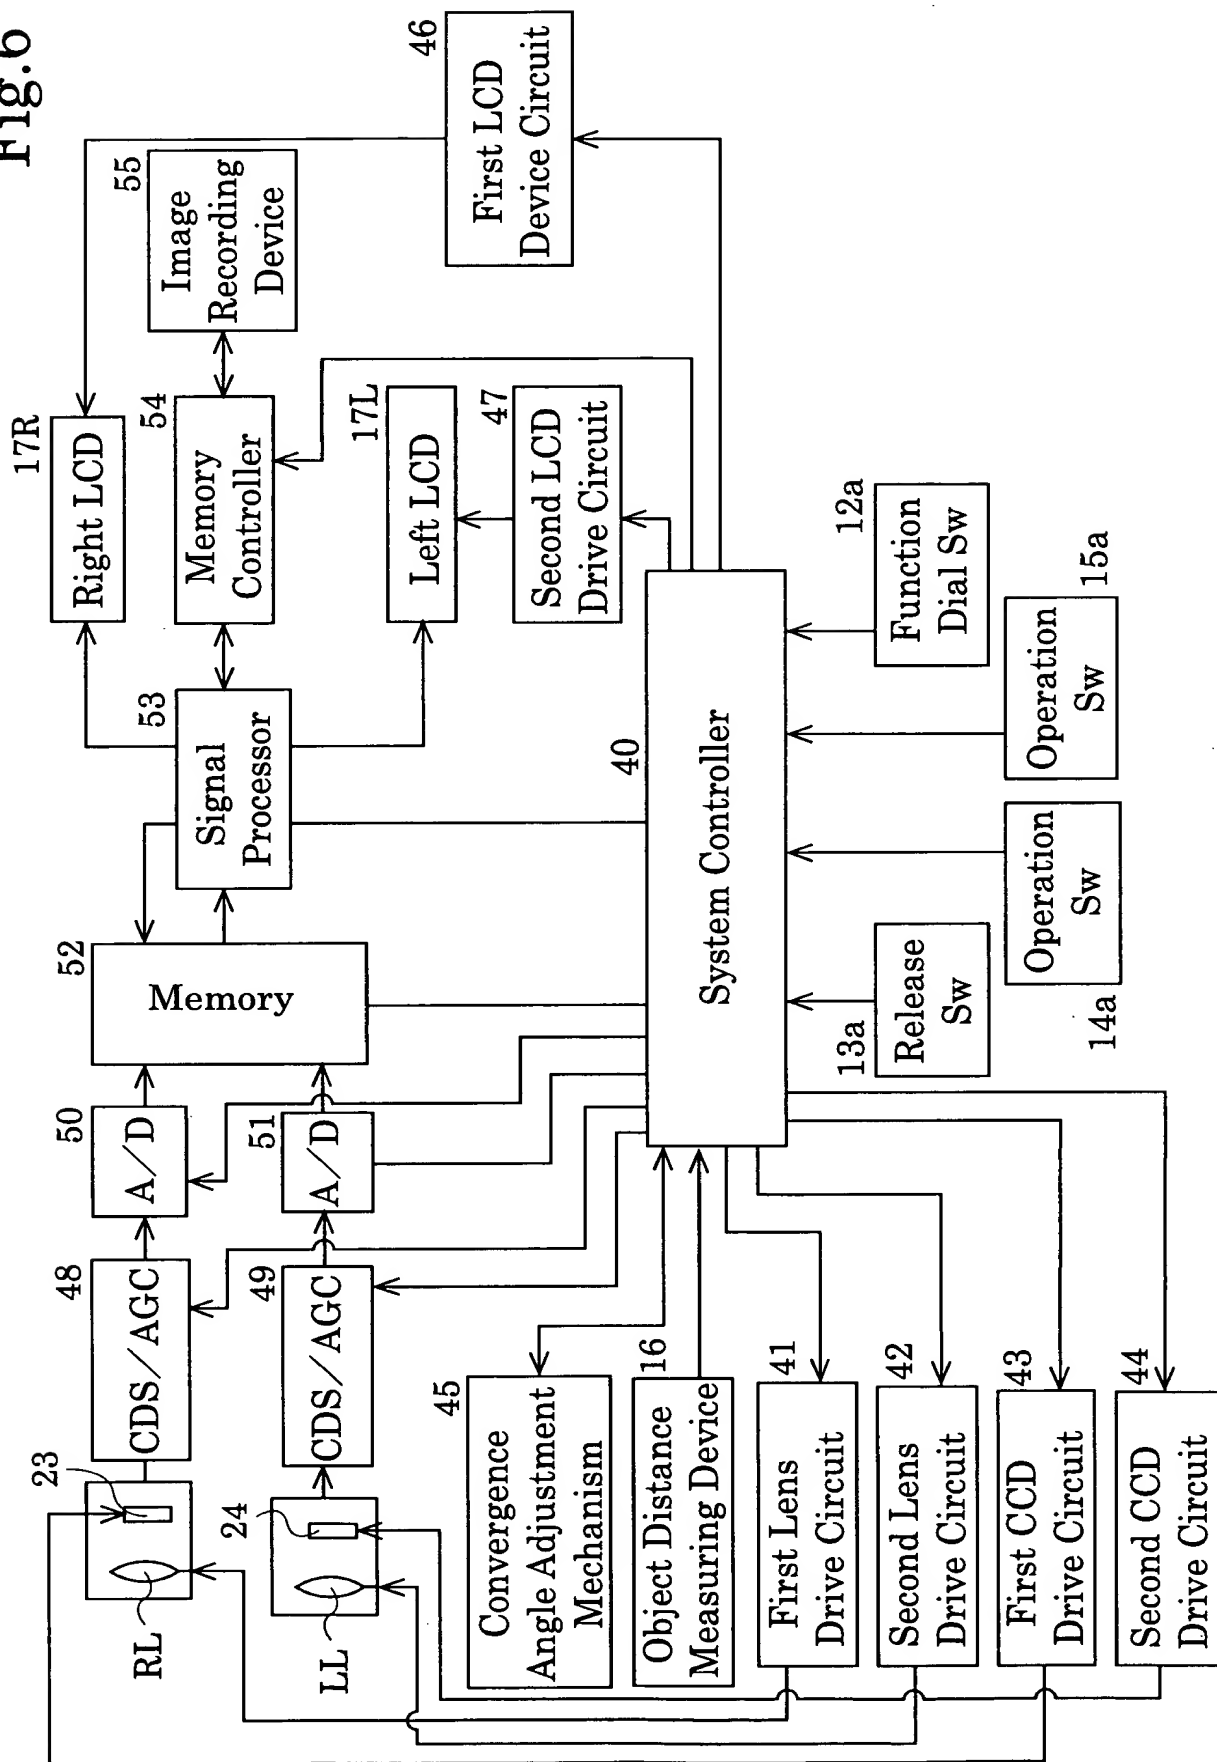 Fig.6
RL
23
CDS/AGC
48
A/D
50
LL
24
CDS/AGC
49
A/D
51
Memory
52
Signal
Processor
53
Right LCD
17R
Memory
Controller
54
Image
Recording
Device
55
Left LCD
17L
Second LCD
Drive Circuit
47
First LCD
Device Circuit
46
Convergence
Angle Adjustment
Mechanism
45
Object Distance
Measuring Device
16
First Lens
Drive Circuit
41
Second Lens
Drive Circuit
42
First CCD
Drive Circuit
43
Second CCD
Drive Circuit
44
System Controller
40
Release
Sw
13a
Operation
Sw
14a
Operation
Sw
15a
Function
Dial Sw
12a